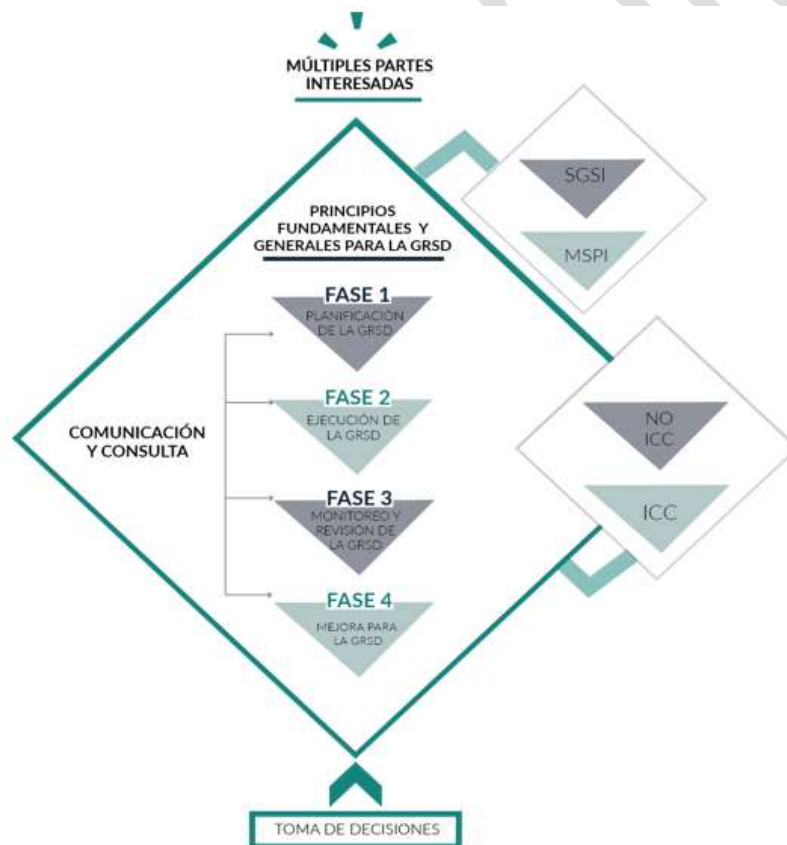 MÚLTIPLES PARTES
INTERESADAS
SGSI
MSPI
PRINCIPIOS
FUNDAMENTALES Y
GENERALES PARA LA GRSD
FASE 1
PLANIFICACIÓN
DE LA GRSD
FASE 2
EJECUCIÓN DE
LA GRSD
COMUNICACIÓN
Y CONSULTA
NO
ICC
ICC
FASE 3
MONITOREO Y
REVISIÓN DE
LA GRSD.
FASE 4
MEJORA PARA
LA GRSD
TOMA DE DECISIONES